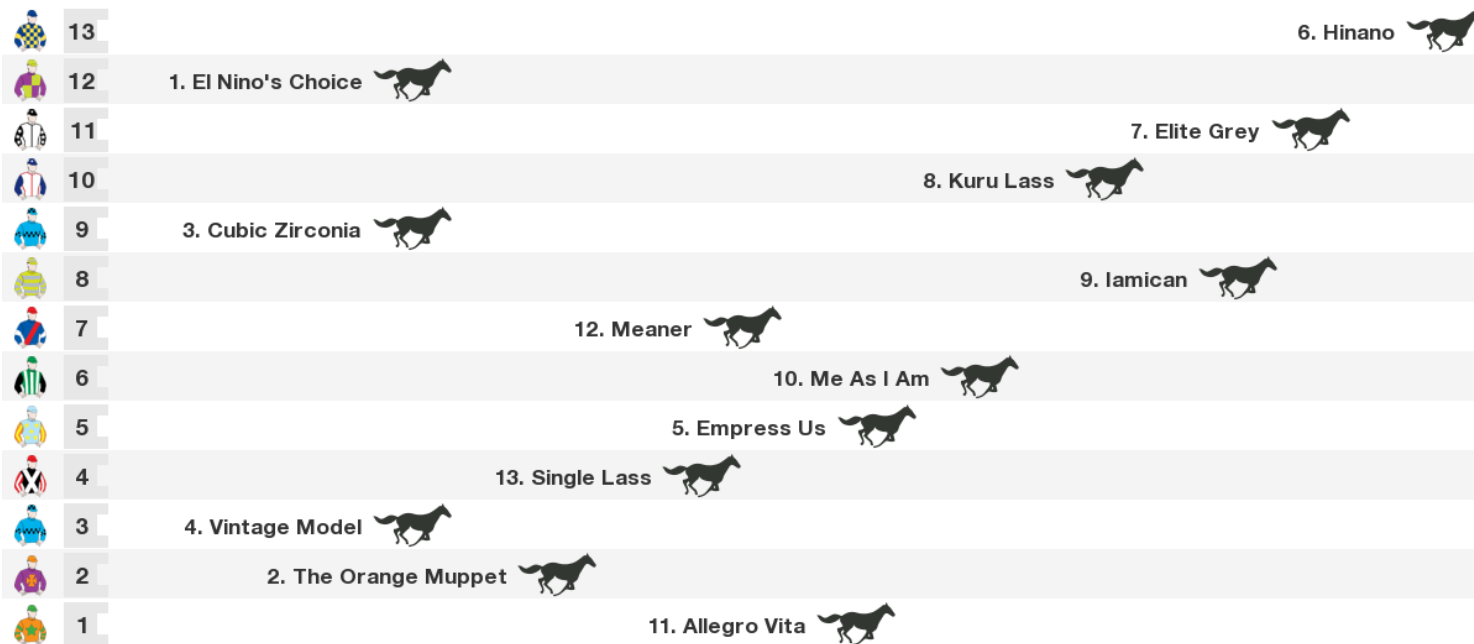 13 6. Hinano
12 1. El Nino's Choice
11 7. Elite Grey
10 8. Kuru Lass
9 3. Cubic Zirconia
8 9. Iamican
7 12. Meaner
6 10. Me As I Am
5 5. Empress Us
4 13. Single Lass
3 4. Vintage Model
2 2. The Orange Muppet
1 11. Allegro Vita